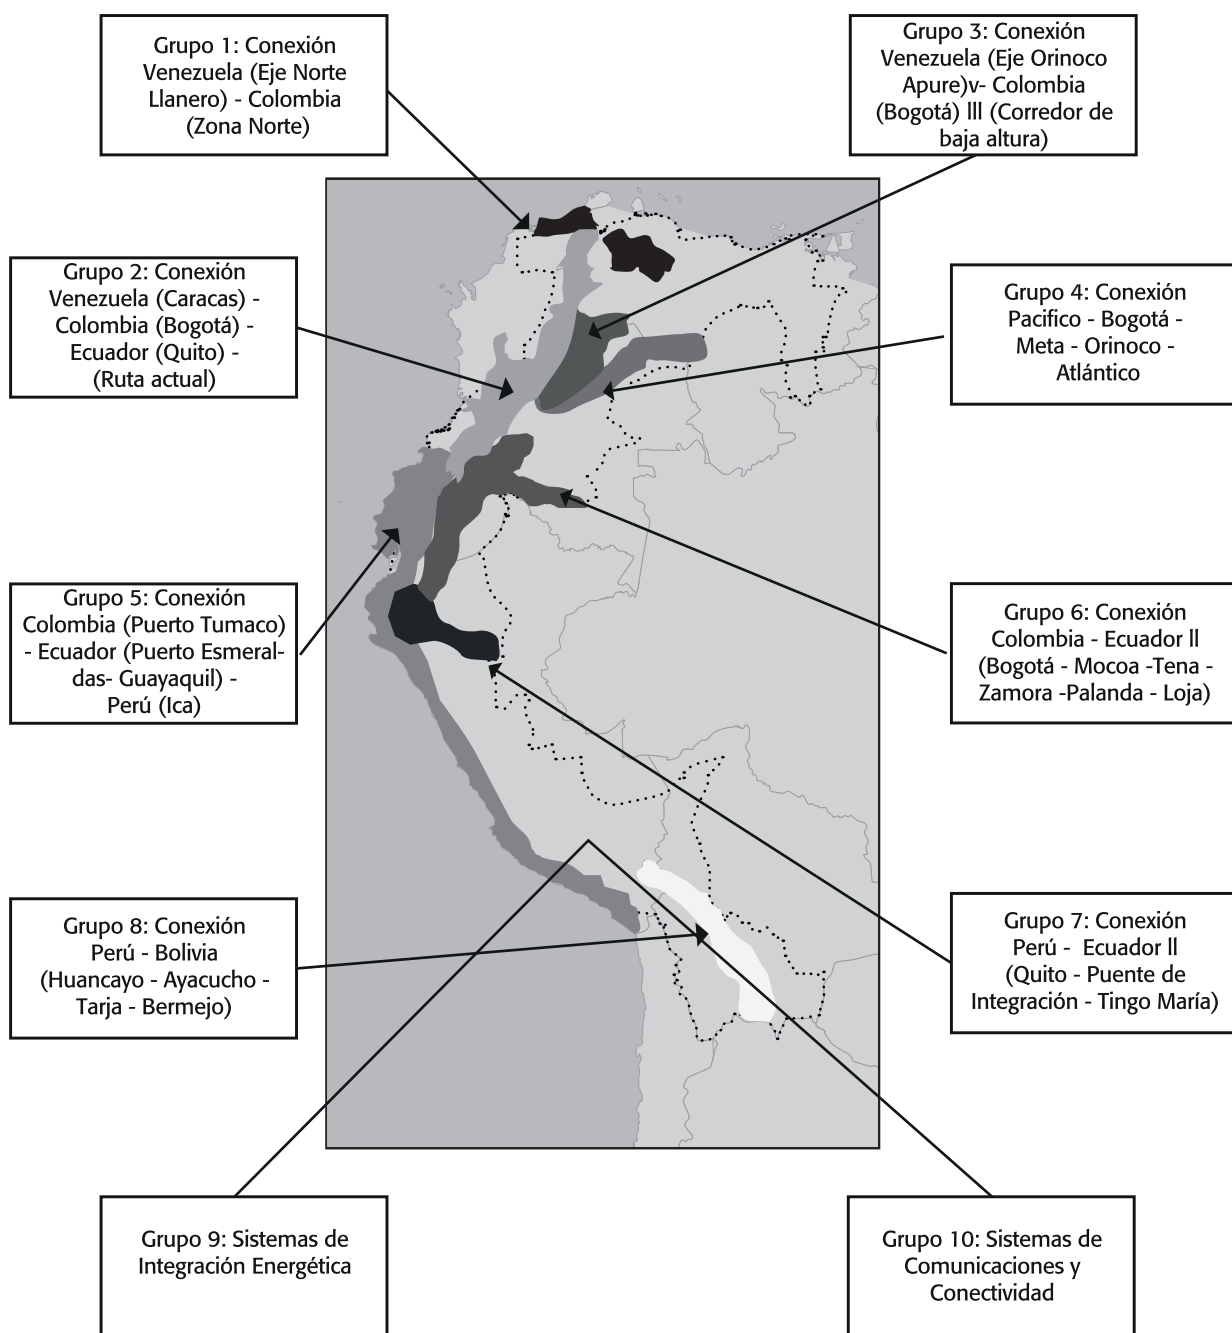 Grupo 1: Conexión
Venezuela (Eje Norte
Llanero) - Colombia
(Zona Norte)
Grupo 3: Conexión
Venezuela (Eje Orinoco
Apure)v- Colombia
(Bogotá) lll (Corredor de
baja altura)
Grupo 2: Conexión
Venezuela (Caracas) -
Colombia (Bogotá) -
Ecuador (Quito) -
(Ruta actual)
Grupo 4: Conexión
Pacifico - Bogotá -
Meta - Orinoco -
Atlántico
Grupo 5: Conexión
Colombia (Puerto Tumaco)
- Ecuador (Puerto Esmeral-
das- Guayaquil) -
Perú (Ica)
Grupo 6: Conexión
Colombia - Ecuador ll
(Bogotá - Mocoa -Tena -
Zamora -Palanda - Loja)
Grupo 8: Conexión
Perú - Bolivia
(Huancayo - Ayacucho -
Tarja - Bermejo)
Grupo 7: Conexión
Perú - Ecuador ll
(Quito - Puente de
Integración - Tingo María)
Grupo 9: Sistemas de
Integración Energética
Grupo 10: Sistemas de
Comunicaciones y
Conectividad